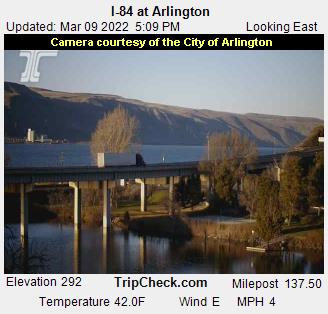 I-84 at Arlington
Updated: Mar 09 2022 5:09 PM Looking East
Camera courtesy of the City of Arlington
Elevation 292 TripCheck.com Milepost 137.50
Temperature 42.0F Wind E MPH 4